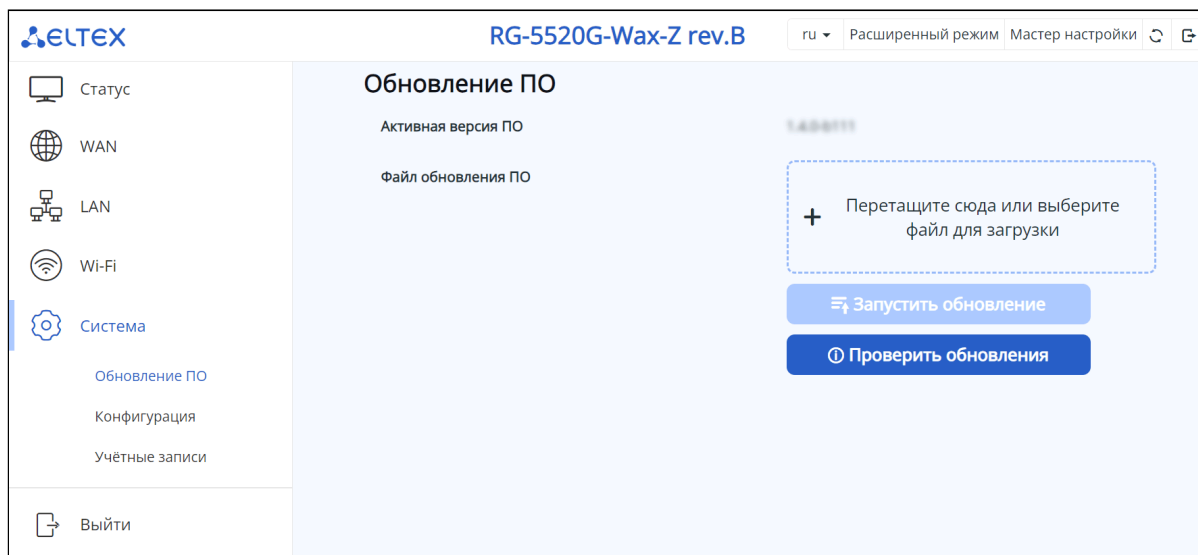 ELTEX
RG-5520G-Wax-Z rev.B
ru
Расширенный режим
Мастер настройки
Статус
WAN
LAN
Wi-Fi
Система
Обновление ПО
Конфигурация
Учётные записи
Выйти
Обновление ПО
Активная версия ПО
Файл обновления ПО
Перетащите сюда или выберите
файл для загрузки
Запустить обновление
Проверить обновления